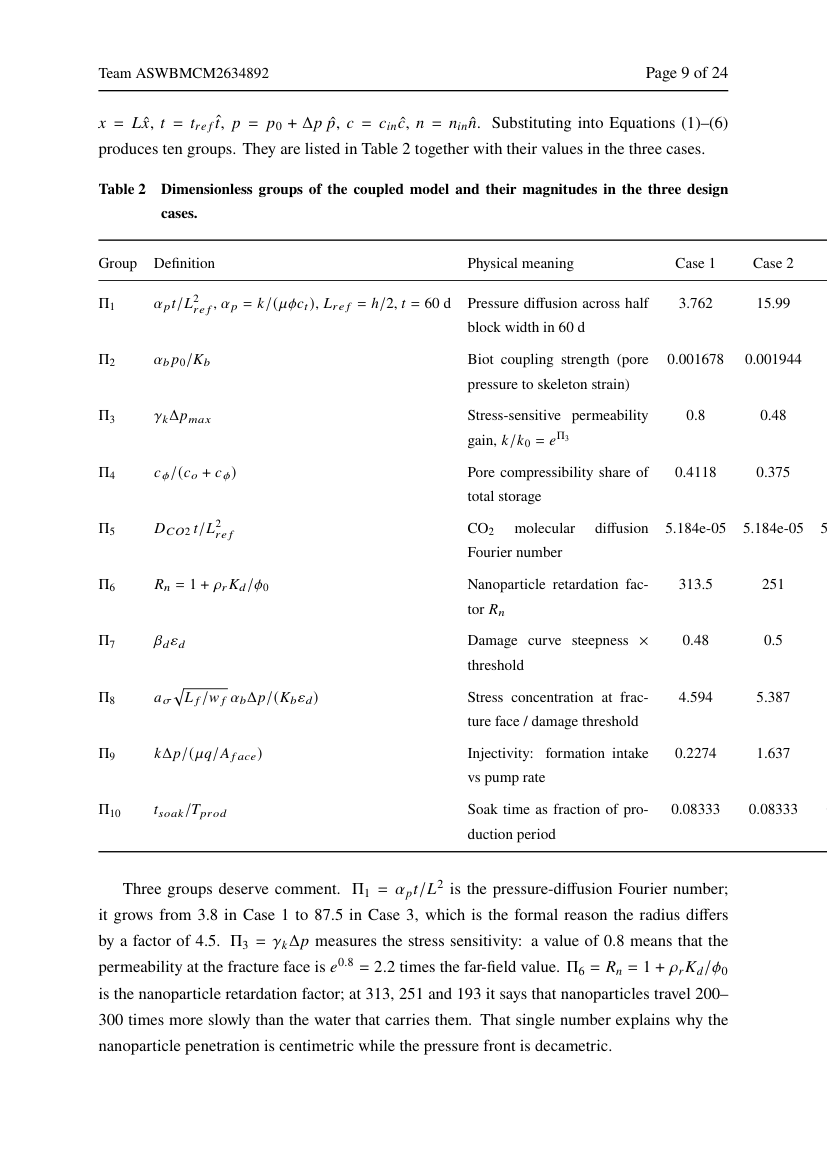 Team ASWBMCM2634892 Page 9 of 24
x = Lx̂, t = t_ref t̂, p = p₀ + Δp p̂, c = c_in ĉ, n = n_in n̂. Substituting into Equations (1)–(6)
produces ten groups. They are listed in Table 2 together with their values in the three cases.
Table 2 Dimensionless groups of the coupled model and their magnitudes in the three design
cases.
Group Definition Physical meaning Case 1 Case 2
Π₁ α_p t/L²_ref, α_p = k/(μϕc_t), L_ref = h/2, t = 60 d Pressure diffusion across half 3.762 15.99
block width in 60 d
Π₂ α_b p₀/K_b Biot coupling strength (pore 0.001678 0.001944
pressure to skeleton strain)
Π₃ γ_kΔp_max Stress-sensitive permeability 0.8 0.48
gain, k/k₀ = e^Π₃
Π₄ c_ϕ/(c_o + c_ϕ) Pore compressibility share of 0.4118 0.375
total storage
Π₅ D_CO2 t/L²_ref CO₂ molecular diffusion 5.184e-05 5.184e-05 5
Fourier number
Π₆ R_n = 1 + ρ_r K_d/ϕ₀ Nanoparticle retardation fac- 313.5 251
tor R_n
Π₇ β_d ε_d Damage curve steepness × 0.48 0.5
threshold
Π₈ a_σ√(L_f/w_f) α_bΔp/(K_b ε_d) Stress concentration at frac- 4.594 5.387
ture face / damage threshold
Π₉ kΔp/(μq/A_face) Injectivity: formation intake 0.2274 1.637
vs pump rate
Π₁₀ t_soak/T_prod Soak time as fraction of pro- 0.08333 0.08333
duction period
Three groups deserve comment. Π₁ = α_p t/L² is the pressure-diffusion Fourier number;
it grows from 3.8 in Case 1 to 87.5 in Case 3, which is the formal reason the radius differs
by a factor of 4.5. Π₃ = γ_kΔp measures the stress sensitivity: a value of 0.8 means that the
permeability at the fracture face is e^0.8 = 2.2 times the far-field value. Π₆ = R_n = 1 + ρ_r K_d/ϕ₀
is the nanoparticle retardation factor; at 313, 251 and 193 it says that nanoparticles travel 200–
300 times more slowly than the water that carries them. That single number explains why the
nanoparticle penetration is centimetric while the pressure front is decametric.